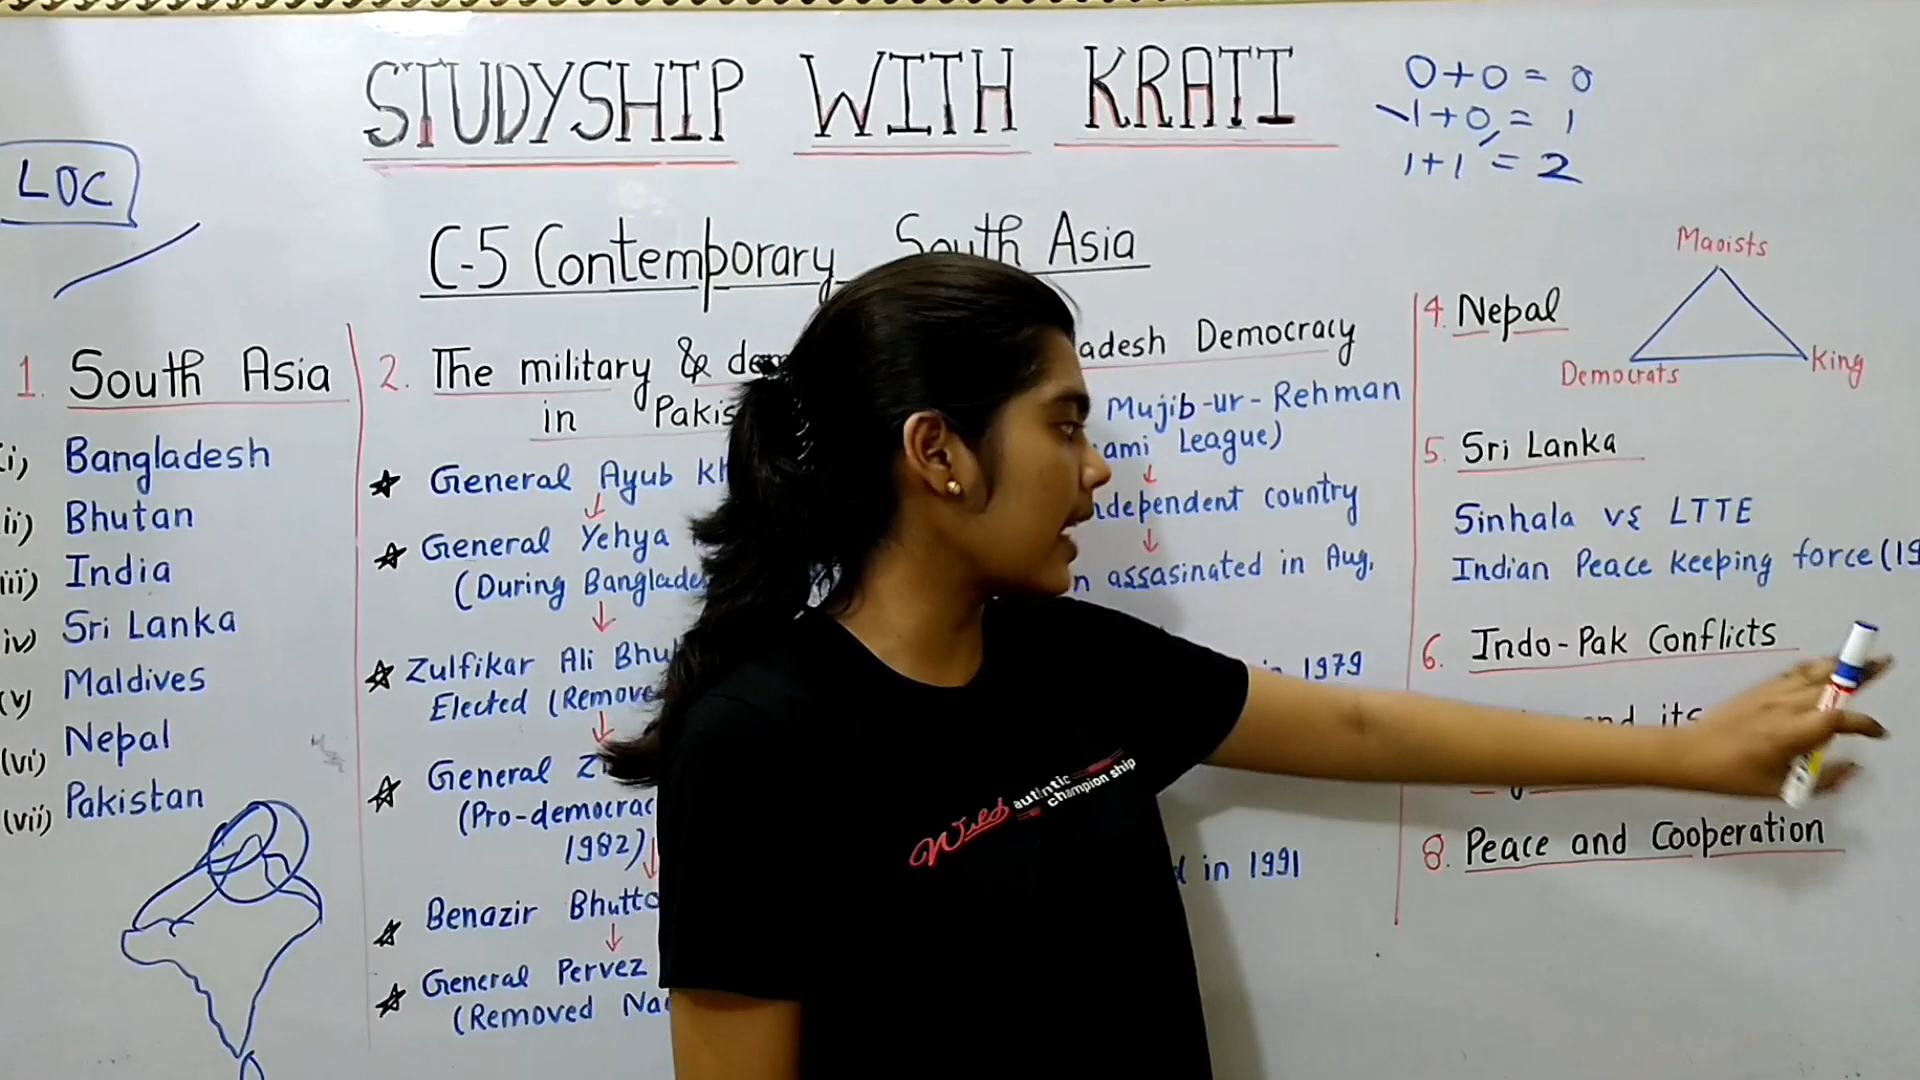 STUDYSHIP WITH KRATI
0+0 = 0
1+0 = 1
1+1 = 2
LOC
C-5 Contemporary South Asia
1. South Asia
(i) Bangladesh
(ii) Bhutan
(iii) India
(iv) Sri Lanka
(v) Maldives
(vi) Nepal
(vii) Pakistan
2. The military & dem
in Pakis
General Ayub Kh
General Yehya
(During Banglade
Zulfikar Ali Bhu
Elected (Remove
General Z
(Pro-democrac
1982)
Benazir Bhutto
General Pervez
(Removed Na
adesh Democracy
Mujib-ur-Rehman
ami League)
ndependent country
n assasinated in Aug.
in 1979
d in 1991
4. Nepal
Maoists
Democrats
King
5. Sri Lanka
Sinhala vs LTTE
Indian Peace keeping force (19
6. Indo-Pak Conflicts
and its
8. Peace and Cooperation
Wild
autintic
champion ship